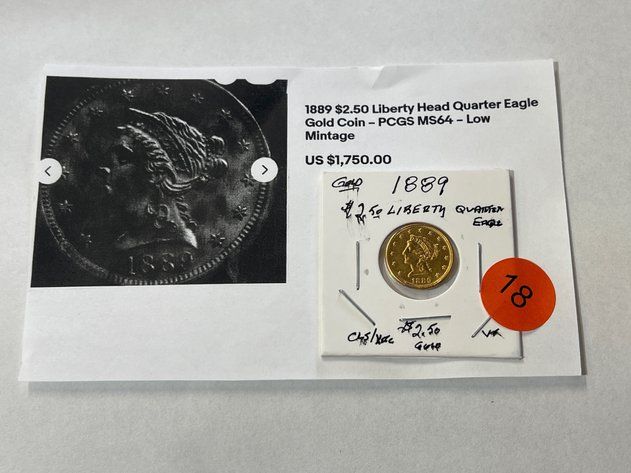 1889 $2.50 Liberty Head Quarter Eagle
Gold Coin – PCGS MS64 – Low
Mintage
US $1,750.00
1889
GOLD 1889
$2.50 LIBERTY QUARTER
EAGLE
1889
$2.50
GOLD
18